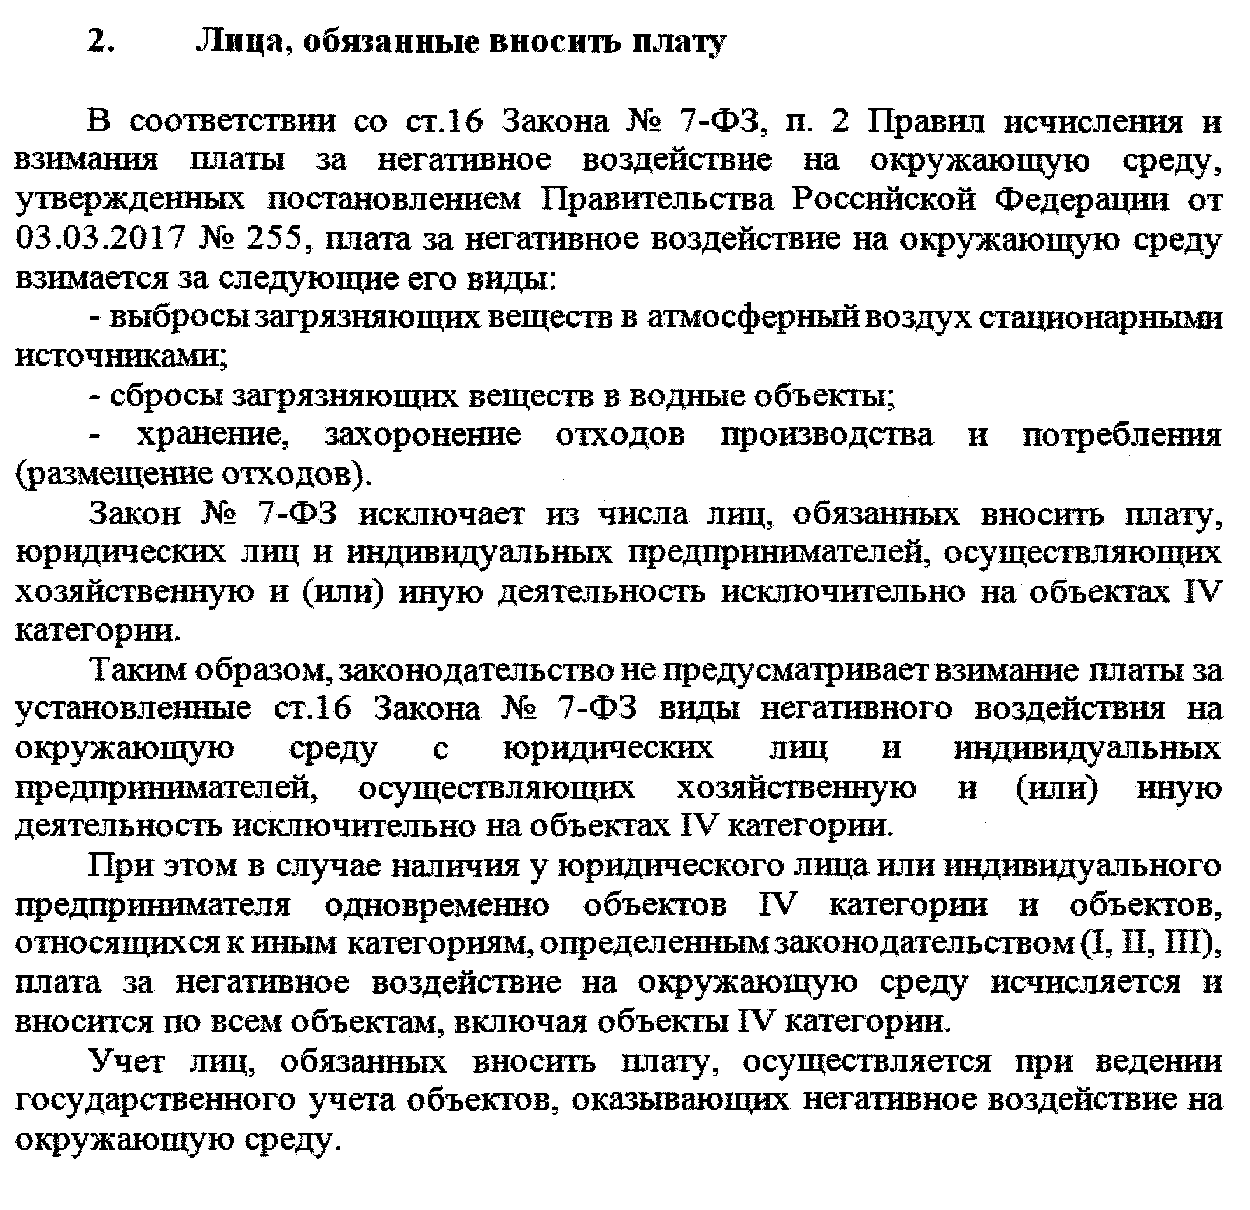 2. Лица, обязанные вносить плату
В соответствии со ст.16 Закона № 7-ФЗ, п. 2 Правил исчисления и
взимания платы за негативное воздействие на окружающую среду,
утвержденных постановлением Правительства Российской Федерации от
03.03.2017 № 255, плата за негативное воздействие на окружающую среду
взимается за следующие его виды:
- выбросы загрязняющих веществ в атмосферный воздух стационарными
источниками;
- сбросы загрязняющих веществ в водные объекты;
- хранение, захоронение отходов производства и потребления
(размещение отходов).
Закон № 7-ФЗ исключает из числа лиц, обязанных вносить плату,
юридических лиц и индивидуальных предпринимателей, осуществляющих
хозяйственную и (или) иную деятельность исключительно на объектах IV
категории.
Таким образом, законодательство не предусматривает взимание платы за
установленные ст.16 Закона № 7-ФЗ виды негативного воздействия на
окружающую среду с юридических лиц и индивидуальных
предпринимателей, осуществляющих хозяйственную и (или) иную
деятельность исключительно на объектах IV категории.
При этом в случае наличия у юридического лица или индивидуального
предпринимателя одновременно объектов IV категории и объектов,
относящихся к иным категориям, определенным законодательством (I, II, III),
плата за негативное воздействие на окружающую среду исчисляется и
вносится по всем объектам, включая объекты IV категории.
Учет лиц, обязанных вносить плату, осуществляется при ведении
государственного учета объектов, оказывающих негативное воздействие на
окружающую среду.